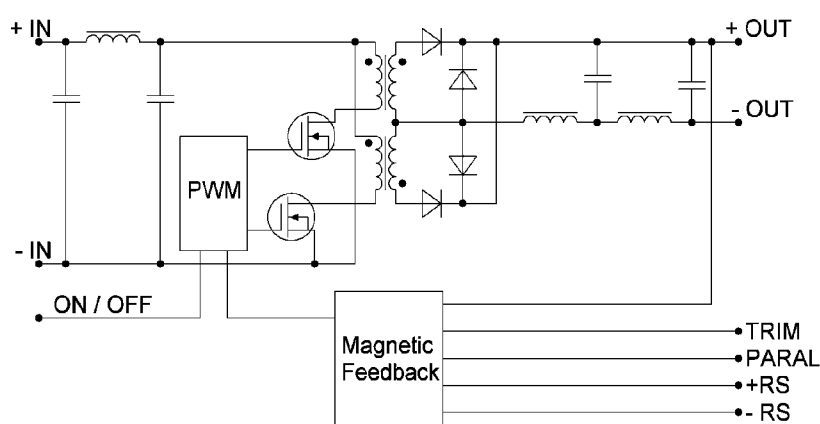 + IN
+ OUT
- OUT
PWM
- IN
ON / OFF
Magnetic
Feedback
TRIM
PARAL
+RS
- RS